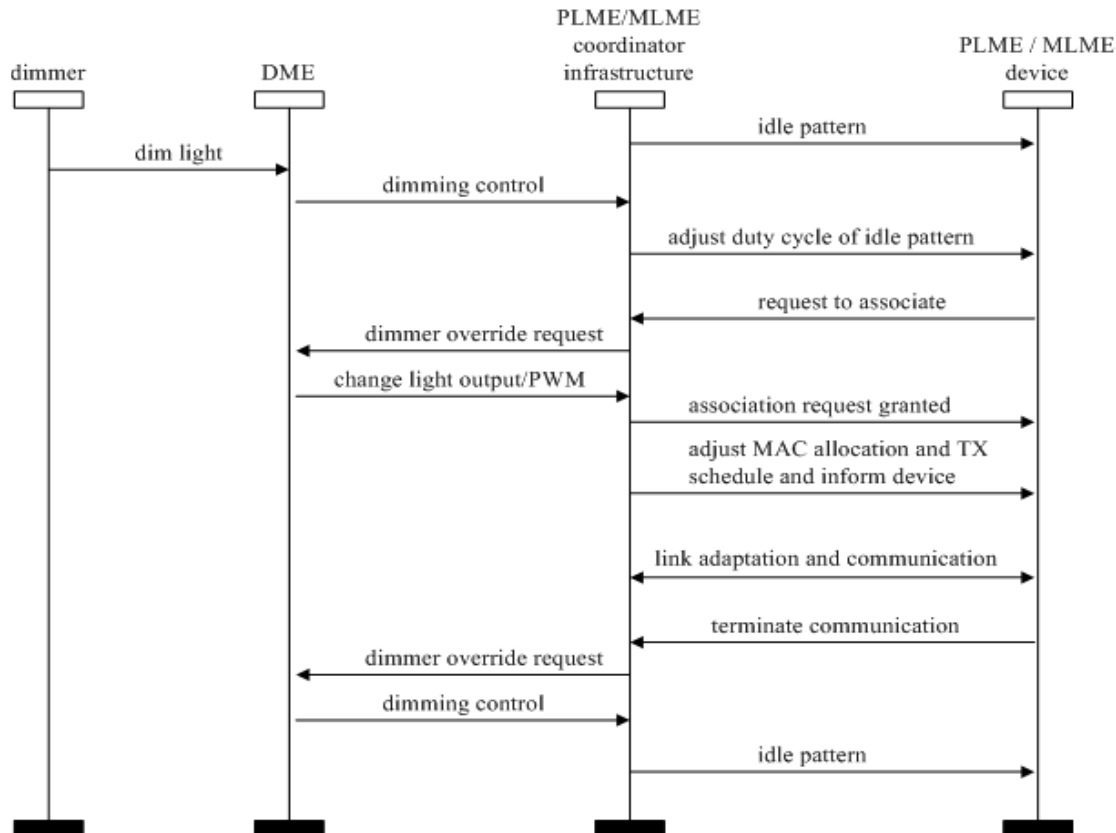 PLME/MLME
coordinator
infrastructure
PLME / MLME
device
dimmer
DME
idle pattern
dim light
dimming control
adjust duty cycle of idle pattern
request to associate
dimmer override request
change light output/PWM
association request granted
adjust MAC allocation and TX
schedule and inform device
link adaptation and communication
terminate communication
dimmer override request
dimming control
idle pattern